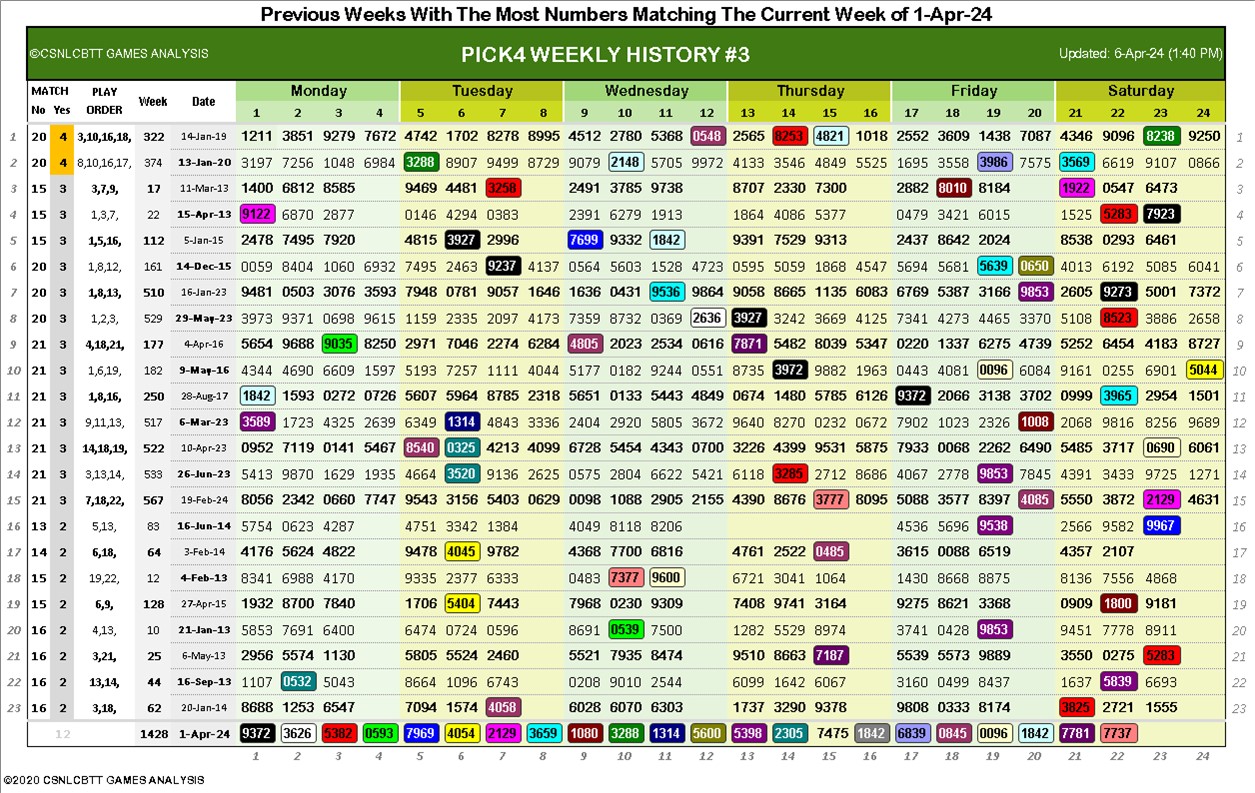 Previous Weeks With The Most Numbers Matching The Current Week of 1-Apr-24
©CSNLCBTT GAMES ANALYSIS PICK4 WEEKLY HISTORY #3 Updated: 6-Apr-24 (1:40 PM)
MATCH PLAY Week Date Monday Tuesday Wednesday Thursday Friday Saturday
No Yes ORDER 1 2 3 4 5 6 7 8 9 10 11 12 13 14 15 16 17 18 19 20 21 22 23 24
1 20 4 3,10,16,18, 322 14-Jan-19 1211 3851 9279 7672 4742 1702 8278 8995 4512 2780 5368 0548 2565 8253 4821 1018 2552 3609 1438 7087 4346 9096 8238 9250 1
2 20 4 8,10,16,17, 374 13-Jan-20 3197 7256 1048 6984 3288 8907 9499 8729 9079 2148 5705 9972 4133 3546 4849 5525 1695 3558 3986 7575 3569 6619 9107 0866 2
3 15 3 3,7,9, 17 11-Mar-13 1400 6812 8585 9469 4481 3258 2491 3785 9738 8707 2330 7300 2882 8010 8184 1922 0547 6473 3
4 15 3 1,3,7, 22 15-Apr-13 9122 6870 2877 0146 4294 0383 2391 6279 1913 1864 4086 5377 0479 3421 6015 1525 5283 7923 4
5 15 3 1,5,16, 112 5-Jan-15 2478 7495 7920 4815 3927 2996 7699 9332 1842 9391 7529 9313 2437 8642 2024 8538 0293 6461 5
6 20 3 1,8,12, 161 14-Dec-15 0059 8404 1060 6932 7495 2463 9237 4137 0564 5603 1528 4723 0595 5059 1868 4547 5694 5681 5639 0650 4013 6192 5085 6041 6
7 20 3 1,8,13, 510 16-Jan-23 9481 0503 3076 3593 7948 0781 9057 1646 1636 0431 9536 9864 9058 8665 1135 6083 6769 5387 3166 9853 2605 9273 5001 7372 7
8 20 3 1,2,3, 529 29-May-23 3973 9371 0698 9615 1159 2335 2097 4173 7359 8732 0369 2636 3927 3242 3669 4125 7341 4273 4465 3370 5108 8523 3886 2658 8
9 21 3 4,18,21, 177 4-Apr-16 5654 9688 9035 8250 2971 7046 2274 6284 4805 2023 2534 0616 7871 5482 8039 5347 0220 1337 6275 4739 5252 6454 4183 8727 9
10 21 3 1,6,19, 182 9-May-16 4344 4690 6609 1597 5193 7257 1111 4044 5177 0182 9244 0551 8735 3972 9882 1963 0443 4081 0096 6084 9161 0255 6901 5044 10
11 21 3 1,8,16, 250 28-Aug-17 1842 1593 0272 0726 5607 5964 8785 2318 5651 0133 5443 4849 0674 1480 5785 6126 9372 2066 3138 3702 0999 3965 2954 1501 11
12 21 3 9,11,13, 517 6-Mar-23 3589 1723 4325 2639 6349 1314 4843 3336 2404 2920 5805 3672 9640 8270 0232 0672 7902 1023 2326 1008 2068 9816 8256 9689 12
13 21 3 14,18,19, 522 10-Apr-23 0952 7119 0141 5467 8540 0325 4213 4099 6728 5454 4343 0700 3226 4399 9531 5875 7933 0068 2262 6490 5485 3717 0690 6061 13
14 21 3 3,13,14, 533 26-Jun-23 5413 9870 1629 1935 4664 3520 9136 2625 0575 2804 6622 5421 6118 3285 2712 8686 4067 2778 9853 7845 4391 3433 9725 1271 14
15 21 3 7,18,22, 567 19-Feb-24 8056 2342 0660 7747 9543 3156 5403 0629 0098 1088 2905 2155 4390 8676 3777 8095 5088 3577 8397 4085 5550 3872 2129 4631 15
16 13 2 5,13, 83 16-Jun-14 5754 0623 4287 4751 3342 1384 4049 8118 8206 4536 5696 9538 2566 9582 9967 16
17 14 2 6,18, 64 3-Feb-14 4176 5624 4822 9478 4045 9782 4368 7700 6816 4761 2522 0485 3615 0088 6519 4357 2107 17
18 15 2 19,22, 12 4-Feb-13 8341 6988 4170 9335 2377 6333 0483 7377 9600 6721 3041 1064 1430 8668 8875 8136 7556 4868 18
19 15 2 6,9, 128 27-Apr-15 1932 8700 7840 1706 5404 7443 7968 0230 9309 7408 9741 3164 9275 8621 3368 0909 1800 9181 19
20 16 2 4,13, 10 21-Jan-13 5853 7691 6400 6474 0724 0596 8691 0539 7500 1282 5529 8974 3741 0428 9853 9451 7778 8911 20
21 16 2 3,21, 25 6-May-13 2956 5574 1130 5805 5524 2460 5521 7935 8474 9510 8663 7187 5539 5573 9889 3550 0275 5283 21
22 16 2 13,14, 44 16-Sep-13 1107 0532 5043 8664 1096 6743 0208 9010 2544 6099 1642 6067 3160 0499 8437 1637 5839 6693 22
23 16 2 3,18, 62 20-Jan-14 8688 1253 6547 7094 1574 4058 6028 6070 6303 1737 3290 9378 9808 0333 8174 3825 2721 1555 23
12 1428 1-Apr-24 9372 3626 5382 0593 7969 4054 2129 3659 1080 3288 1314 5600 5398 2305 7475 1842 6839 0845 0096 1842 7781 7737
1 2 3 4 5 6 7 8 9 10 11 12 13 14 15 16 17 18 19 20 21 22 23 24
©2020 CSNLCBTT GAMES ANALYSIS